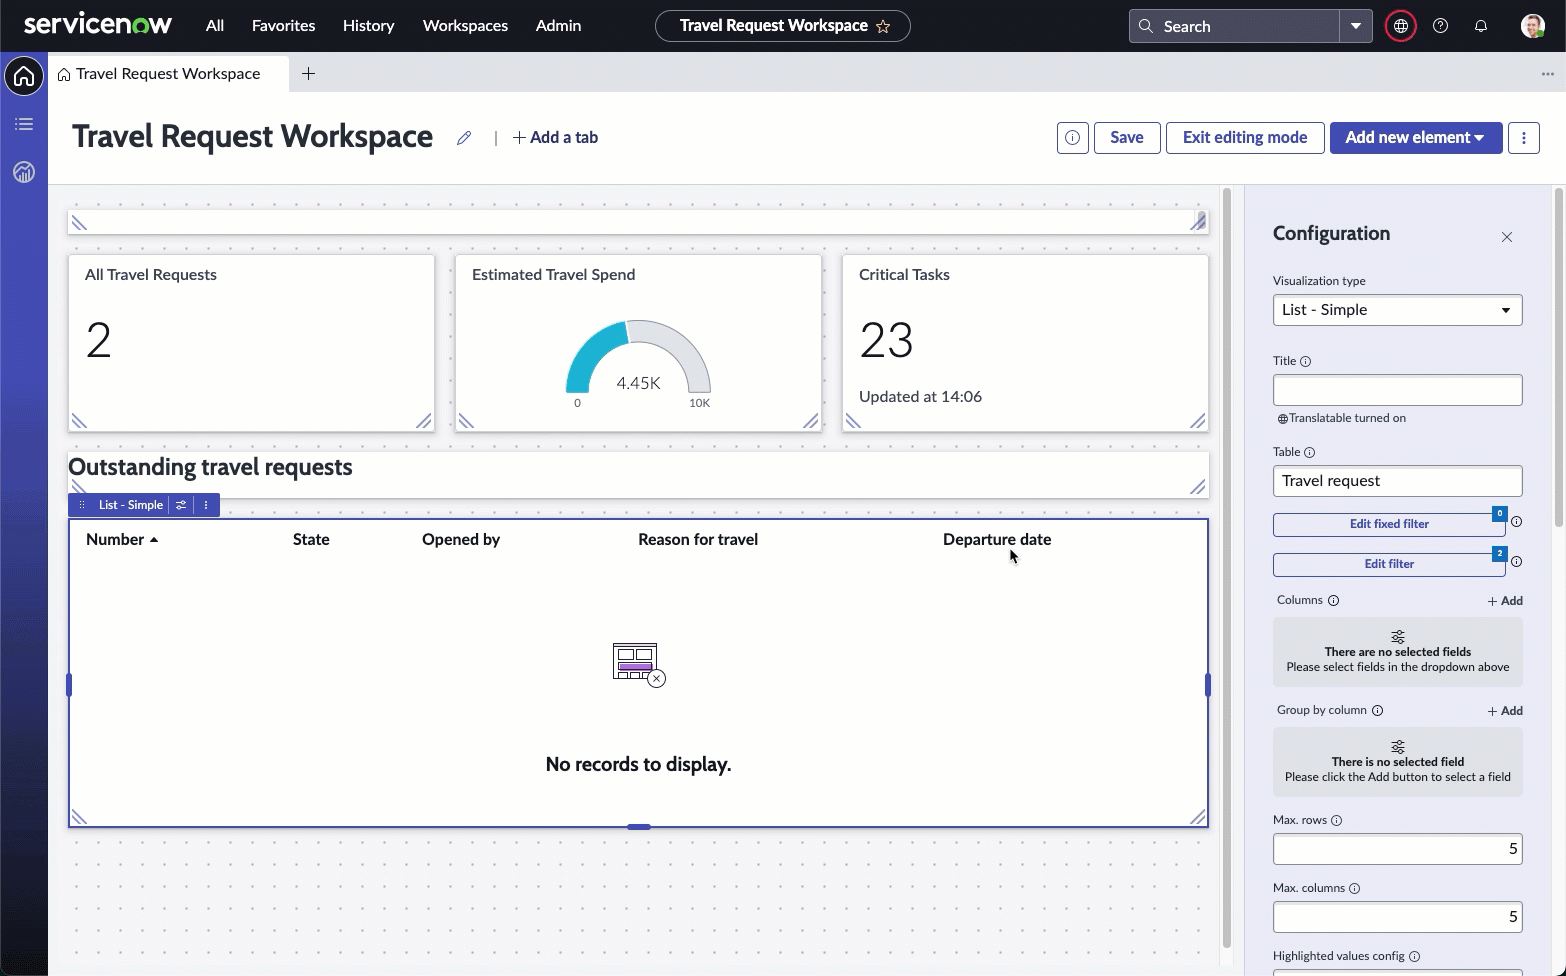 servicenow All Favorites History Workspaces Admin Travel Request Workspace Search
Travel Request Workspace
Travel Request Workspace | + Add a tab Save Exit editing mode Add new element
All Travel Requests
2
Estimated Travel Spend
4.45K
0 10K
Critical Tasks
23
Updated at 14:06
Outstanding travel requests
List - Simple
Number State Opened by Reason for travel Departure date
No records to display.
Configuration
Visualization type
List - Simple
Title
Translatable turned on
Table
Travel request
Edit fixed filter 0
Edit filter 2
Columns + Add
There are no selected fields
Please select fields in the dropdown above
Group by column + Add
There is no selected field
Please click the Add button to select a field
Max. rows
5
Max. columns
5
Highlighted values config